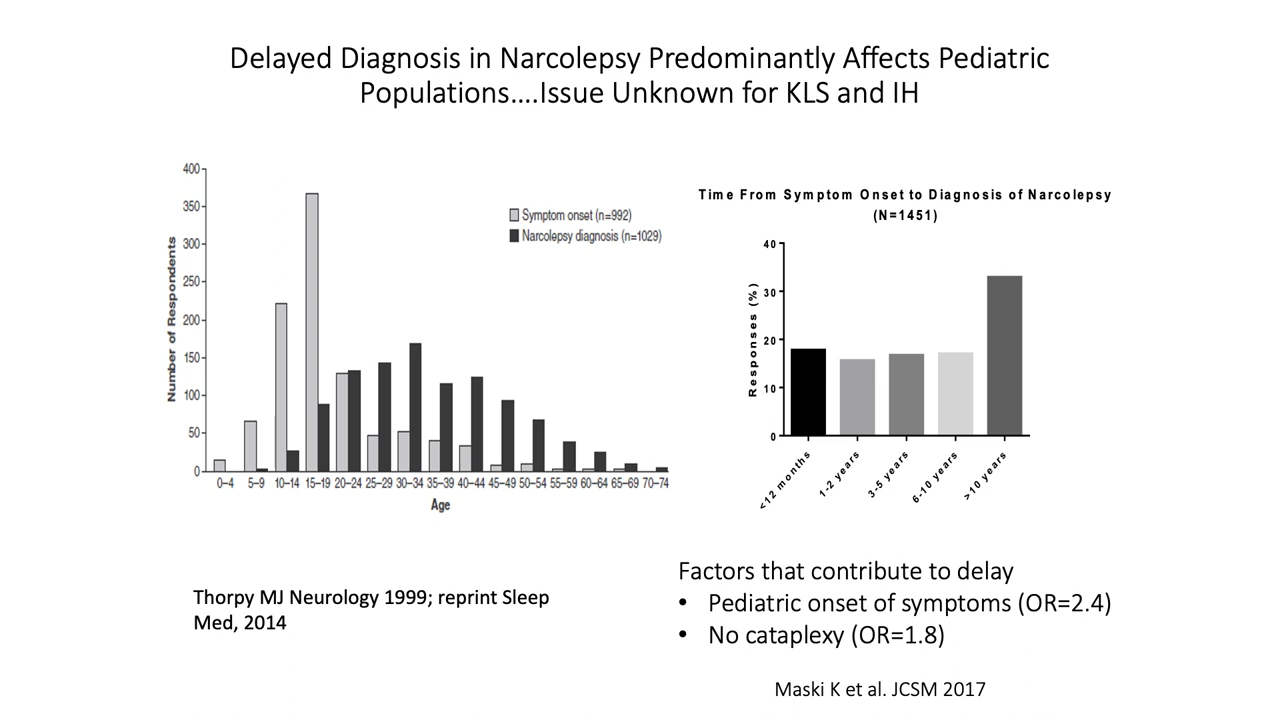 Delayed Diagnosis in Narcolepsy Predominantly Affects Pediatric
Populations....Issue Unknown for KLS and IH
400
350
300
250
200
150
100
50
0
Number of Respondents
Symptom onset (n=992)
Narcolepsy diagnosis (n=1029)
0–4 5–9 10–14 15–19 20–24 25–29 30–34 35–39 40–44 45–49 50–54 55–59 60–64 65–69 70–74
Age
Time From Symptom Onset to Diagnosis of Narcolepsy
(N=1451)
40
30
20
10
0
Responses (%)
<12 months
1-2 years
3-5 years
6-10 years
>10 years
Thorpy MJ Neurology 1999; reprint Sleep
Med, 2014
Factors that contribute to delay
• Pediatric onset of symptoms (OR=2.4)
• No cataplexy (OR=1.8)
Maski K et al. JCSM 2017